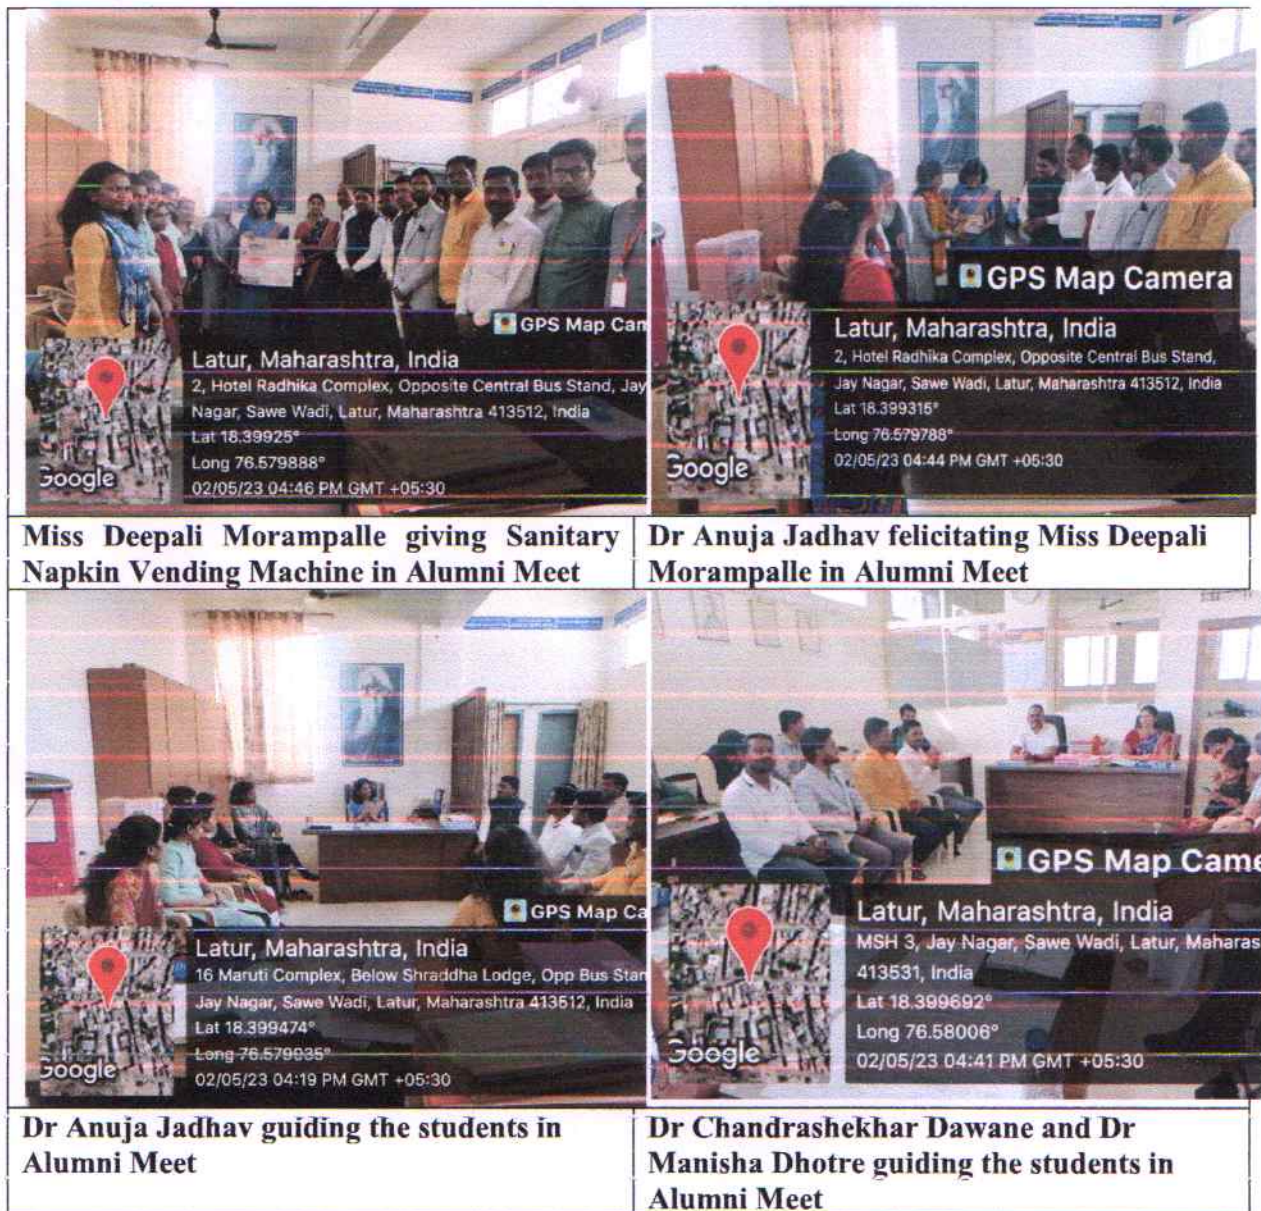 GPS Map Cam
Latur, Maharashtra, India
2, Hotel Radhika Complex, Opposite Central Bus Stand, Jay
Nagar, Sawe Wadi, Latur, Maharashtra 413512, India
Lat 18.39925°
Long 76.579888°
02/05/23 04:46 PM GMT +05:30
Google
GPS Map Camera
Latur, Maharashtra, India
2, Hotel Radhika Complex, Opposite Central Bus Stand,
Jay Nagar, Sawe Wadi, Latur, Maharashtra 413512, India
Lat 18.399315°
Long 76.579788°
02/05/23 04:44 PM GMT +05:30
Google
Miss Deepali Morampalle giving Sanitary
Napkin Vending Machine in Alumni Meet
Dr Anuja Jadhav felicitating Miss Deepali
Morampalle in Alumni Meet
GPS Map Ca
Latur, Maharashtra, India
16 Maruti Complex, Below Shraddha Lodge, Opp Bus Stan
Jay Nagar, Sawe Wadi, Latur, Maharashtra 413512, India
Lat 18.399474°
Long 76.579935°
02/05/23 04:19 PM GMT +05:30
Google
GPS Map Came
Latur, Maharashtra, India
MSH 3, Jay Nagar, Sawe Wadi, Latur, Maharas
413531, India
Lat 18.399692°
Long 76.58006°
02/05/23 04:41 PM GMT +05:30
Google
Dr Anuja Jadhav guiding the students in
Alumni Meet
Dr Chandrashekhar Dawane and Dr
Manisha Dhotre guiding the students in
Alumni Meet